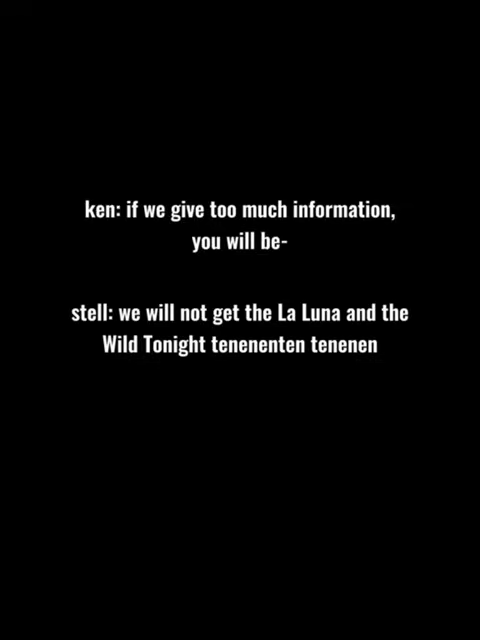 ken: if we give too much information,
you will be-
stell: we will not get the La Luna and the
Wild Tonight tenenenten tenenen